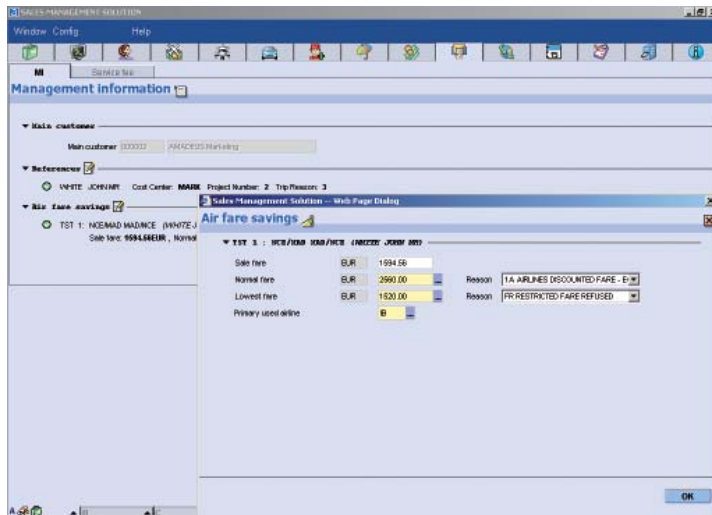 SALES MANAGEMENT SOLUTION
Window Config Help
MI Service fee
Management information
Main customer
Main customer 000002 AMADEUS Marketing
References
WHITE JOHN MR Cost Center: MARK Project Number: 2 Trip Reason: 3
Air fare savings
TST 1: NCE/MAD MAD/NCE (WHITE J
Sale fare: 1594.56EUR , Normal
Sales Management Solution -- Web Page Dialog
Air fare savings
TST 1 : NCE/MAD MAD/NCE (WHITE JOHN MR)
Sale fare EUR 1594.56
Normal fare EUR 2560.00 Reason 1A AIRLINES DISCOUNTED FARE - E
Lowest fare EUR 1520.00 Reason FR RESTRICTED FARE REFUSED
Primary used airline IB
OK